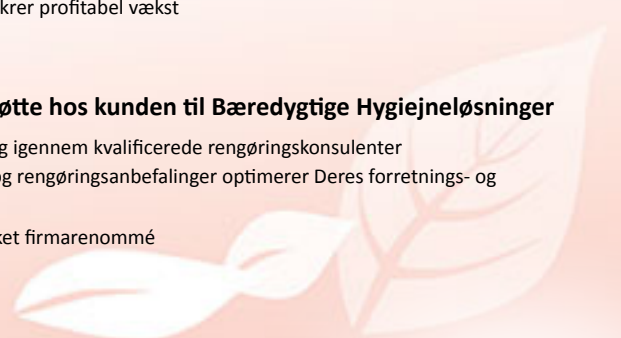 krer profitabel vækst
øtte hos kunden til Bæredygtige Hygiejneløsninger
g igennem kvalificerede rengøringskonsulenter
og rengøringsanbefalinger optimerer Deres forretnings- og
ket firmarenommé